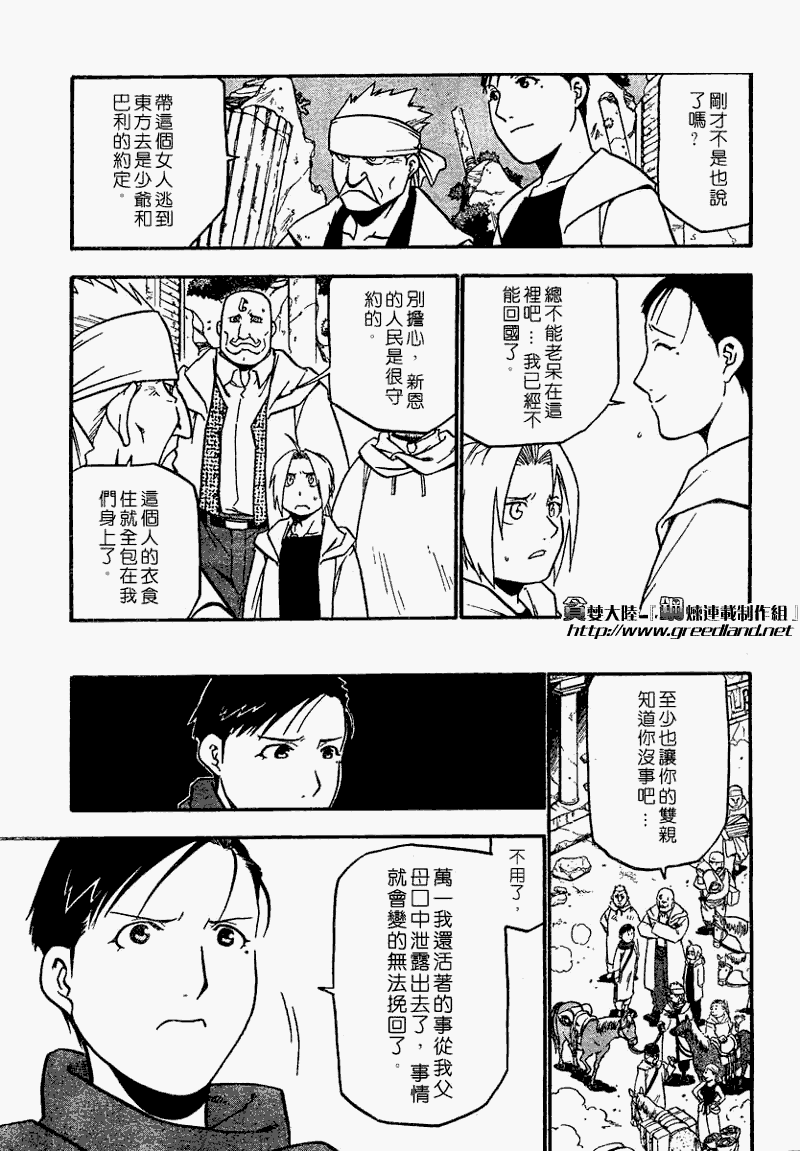 剛才不是也說
了嗎?
帶這個女人逃到
東方去是少爺和
巴利的約定。
總不能老呆在這
裡吧…我已經不
能回國了。
別擔心，新恩
的人民是很守
約的。
這個人的衣食
住就全包在我
們身上了。
貪婪大陸-『鋼煉連載制作組』
http://www.greedland.net
至少也讓你的雙親
知道你沒事吧…
不用了，
萬一我還活著的事從我父
母口中泄露出去了，事情
就會變的無法挽回了。